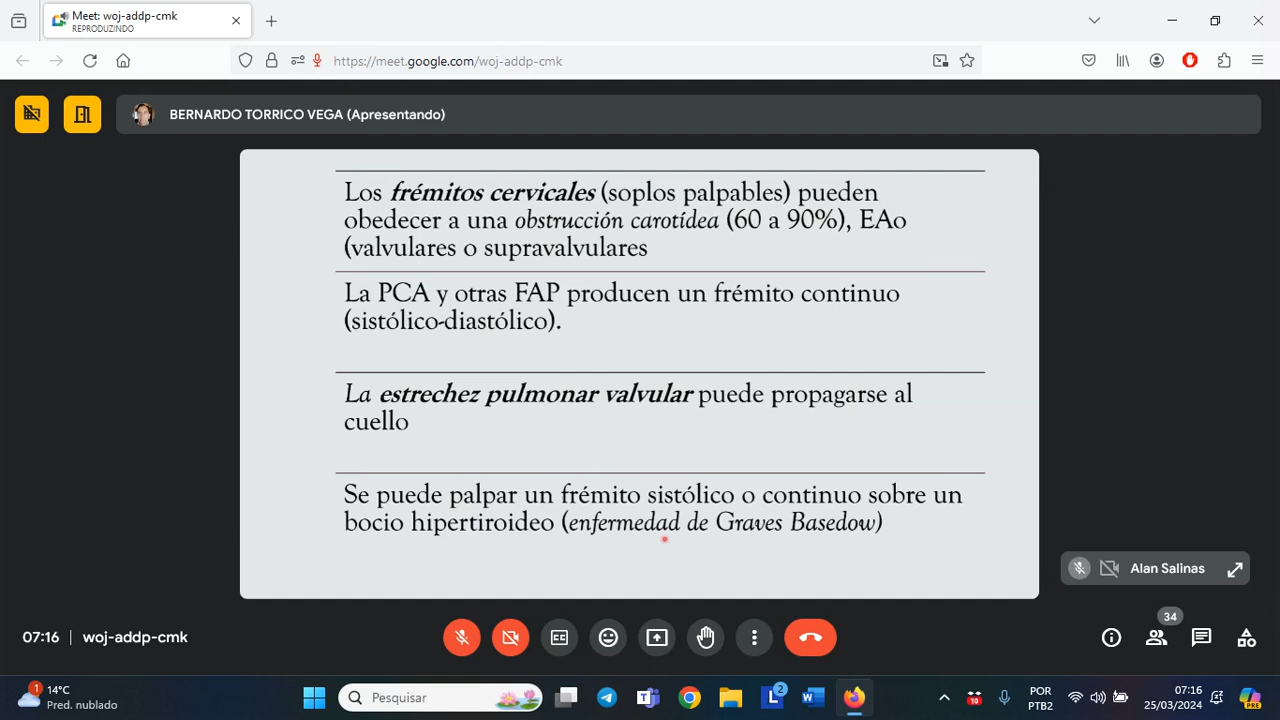 Meet: woj-addp-cmk
REPRODUZINDO
https://meet.google.com/woj-addp-cmk
BERNARDO TORRICO VEGA (Apresentando)
Los frémitos cervicales (soplos palpables) pueden
obedecer a una obstrucción carotídea (60 a 90%), EAo
(valvulares o supravalvulares
La PCA y otras FAP producen un frémito continuo
(sistólico-diastólico).
La estrechez pulmonar valvular puede propagarse al
cuello
Se puede palpar un frémito sistólico o continuo sobre un
bocio hipertiroideo (enfermedad de Graves Basedow)
Alan Salinas
07:16 | woj-addp-cmk
34
1
14°C
Pred. nublado
Pesquisar
2
10
POR
PTB2
07:16
25/03/2024
PRE